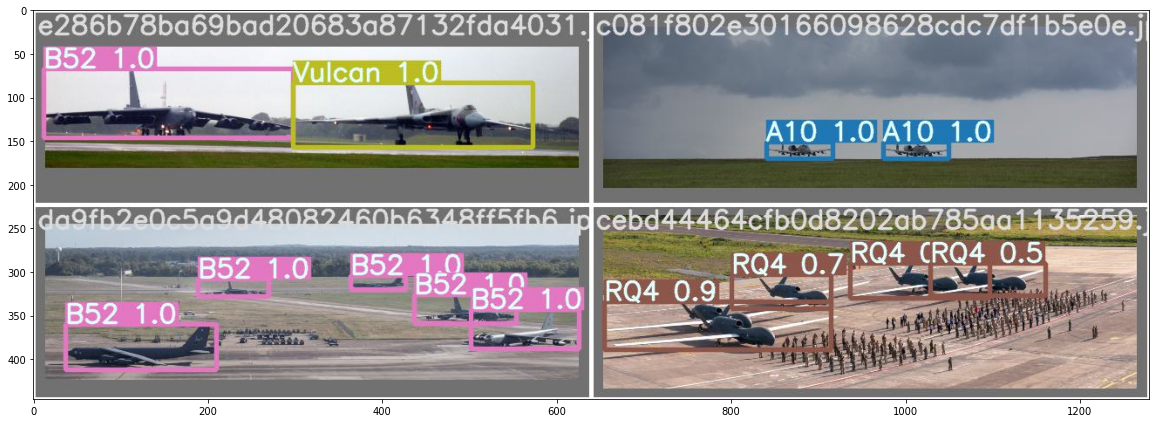 0
50
100
150
200
250
300
350
400
e286b78ba69bad20683a87132fda4031.
B52 1.0
Vulcan 1.0
c081f802e30166098628cdc7df1b5e0e.j
A10 1.0 A10 1.0
da9fb2e0c5a9d48082460b6348ff5fb6.jp
B52 1.0
B52 1.0
B52 1.0
B52 1.0
B52 1.0
ceba44464cfb0d8202ab785aa1135259.
RQ4 0.9
RQ4 0.7
RQ4
RQ4 0.5
0 200 400 600 800 1000 1200